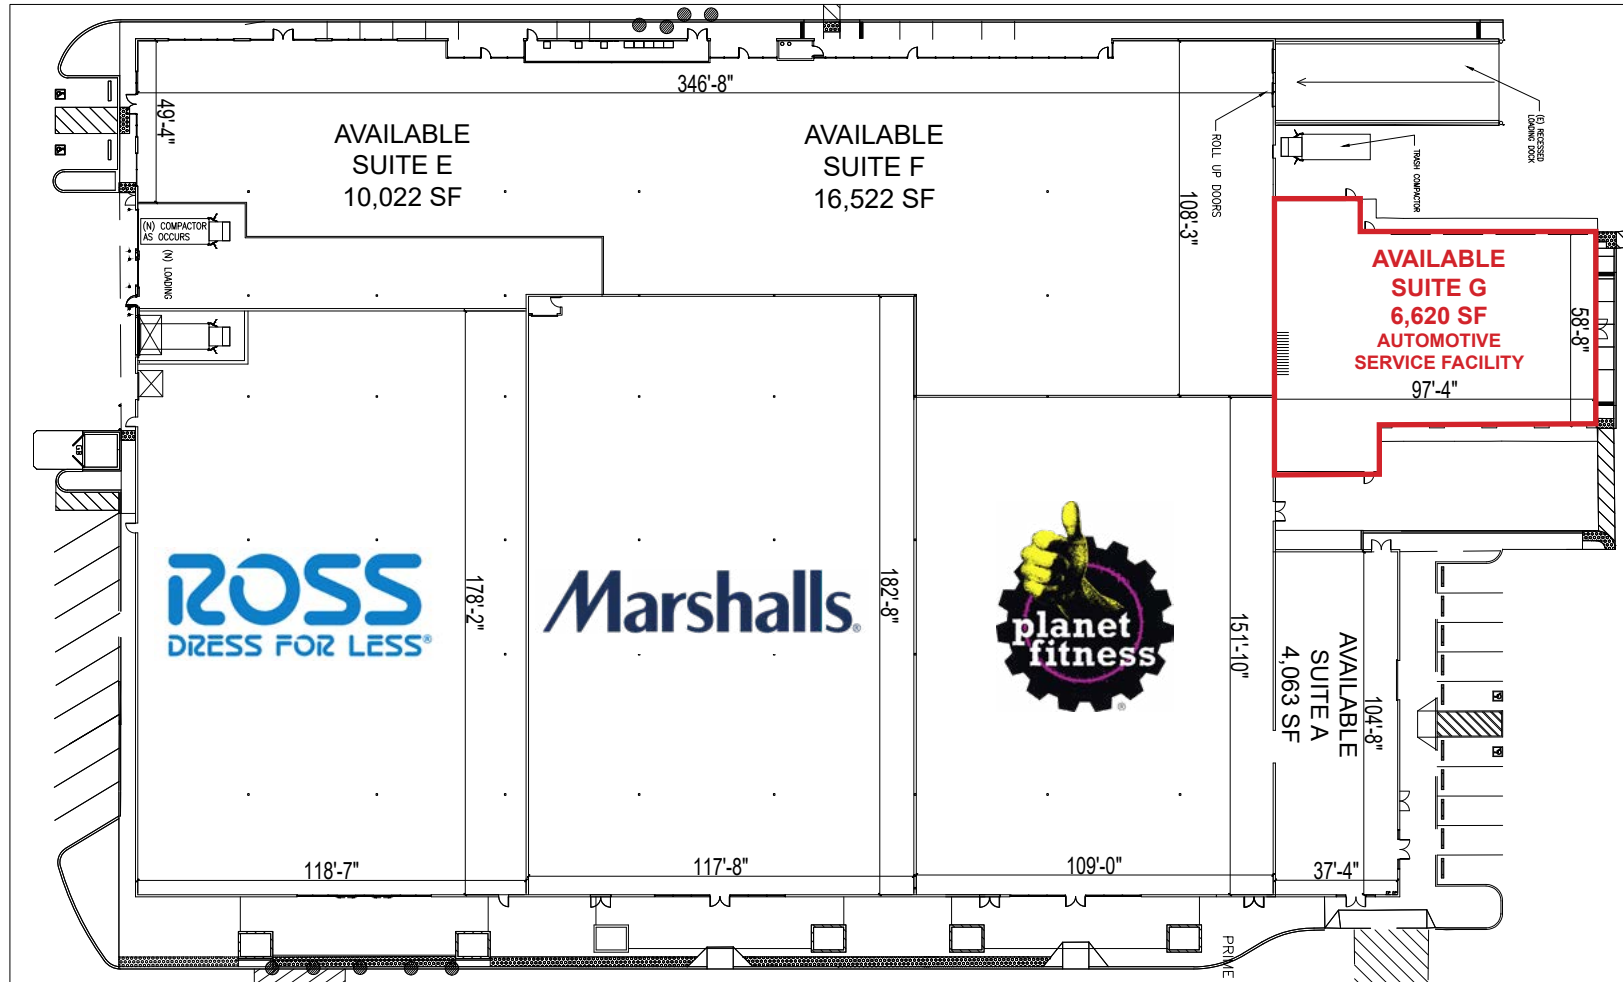 346'-8"
49'-4"
AVAILABLE
SUITE E
10,022 SF
AVAILABLE
SUITE F
16,522 SF
ROLL UP DOORS
108'-3"
(E) RECESSED
LOADING DOCK
TRASH COMPACTOR
(N) COMPACTOR
AS OCCURS
(N) LOADING
AVAILABLE
SUITE G
6,620 SF
AUTOMOTIVE
SERVICE FACILITY
58'-8"
97'-4"
ROSS
DRESS FOR LESS®
178'-2"
Marshalls®
182'-8"
planet
fitness
®
151'-10"
AVAILABLE
SUITE A
4,063 SF
104'-8"
118'-7"
117'-8"
109'-0"
37'-4"
PRIME